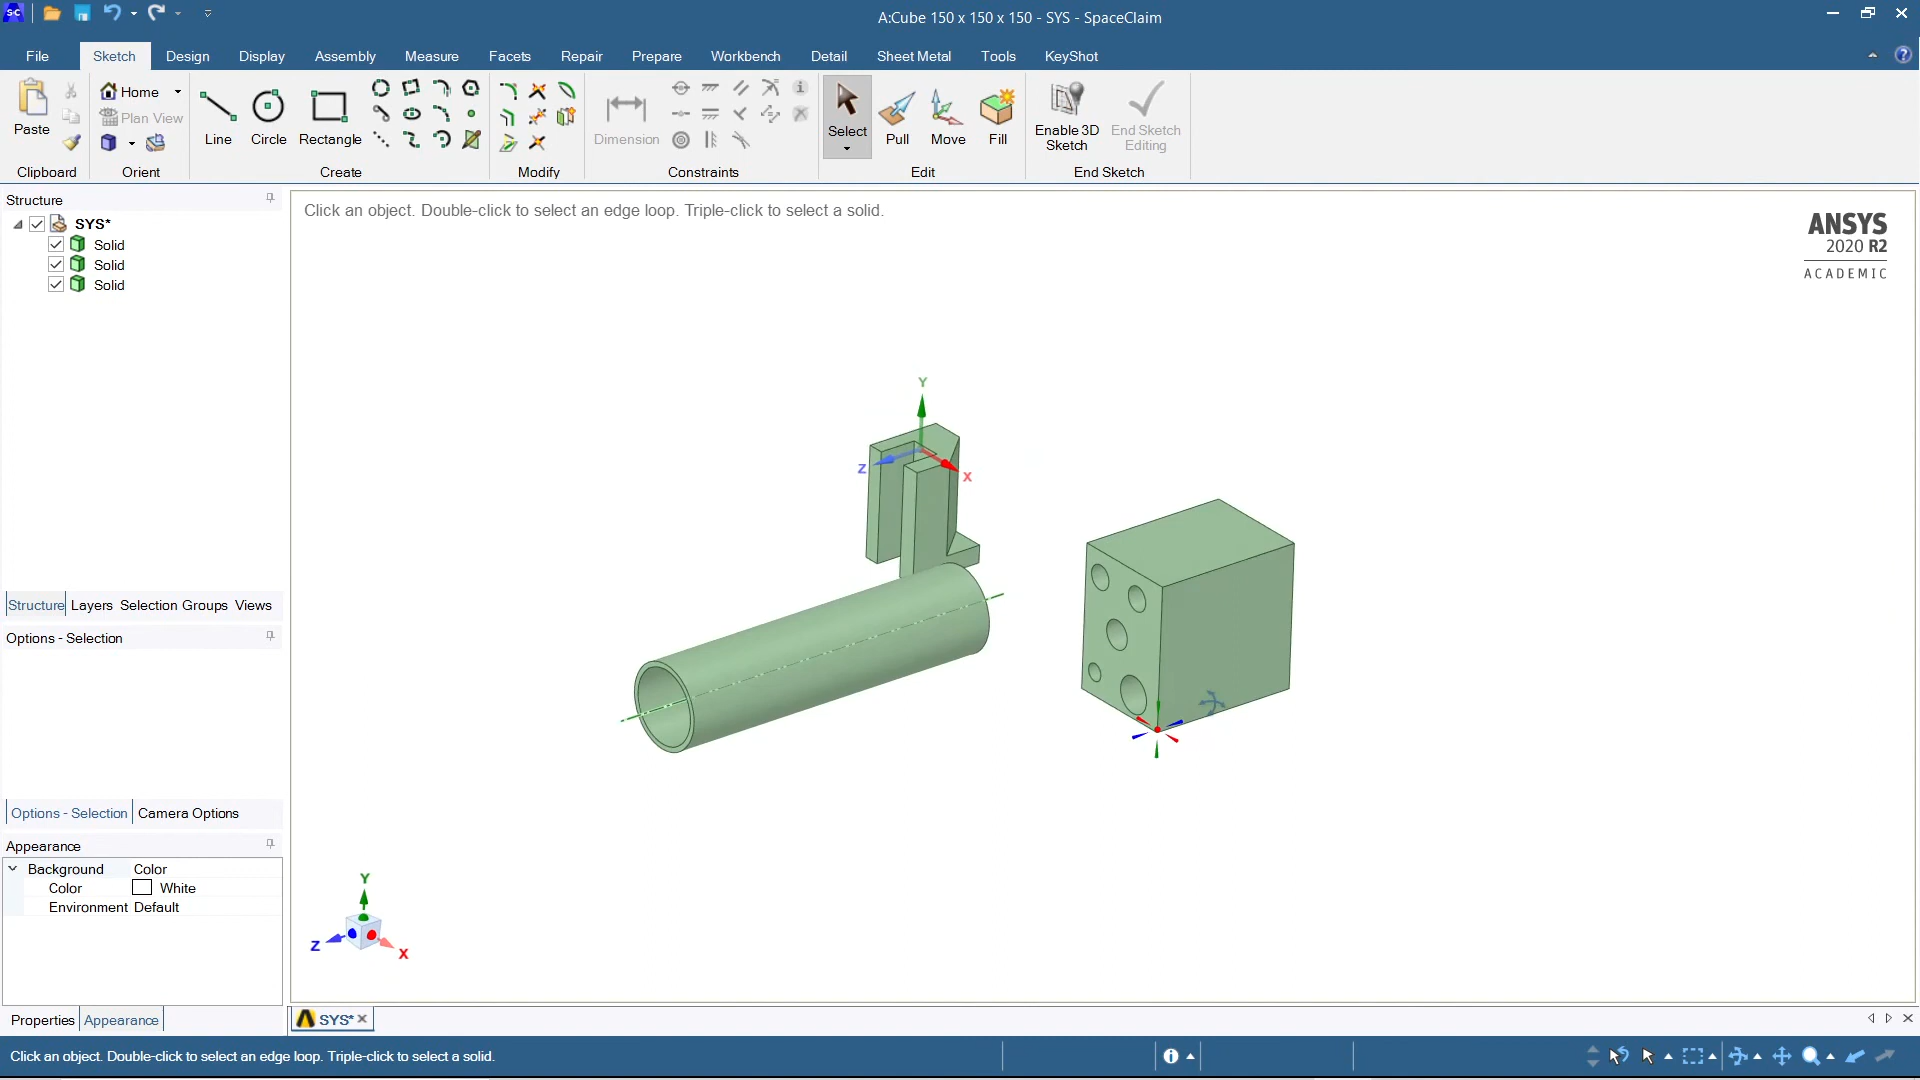 SC
A:Cube 150 x 150 x 150 - SYS - SpaceClaim
File Sketch Design Display Assembly Measure Facets Repair Prepare Workbench Detail Sheet Metal Tools KeyShot
Paste
Home
Plan View
Line Circle Rectangle
Dimension
Select Pull Move Fill
Enable 3D
Sketch
End Sketch
Editing
Clipboard Orient Create Modify Constraints Edit End Sketch
Structure
SYS*
Solid
Solid
Solid
Structure Layers Selection Groups Views
Options - Selection
Options - Selection Camera Options
Appearance
Background Color
Color White
Environment Default
Properties Appearance
Click an object. Double-click to select an edge loop. Triple-click to select a solid.
ANSYS
2020 R2
ACADEMIC
Y
Z
X
Y
Z
X
SYS*
Click an object. Double-click to select an edge loop. Triple-click to select a solid.